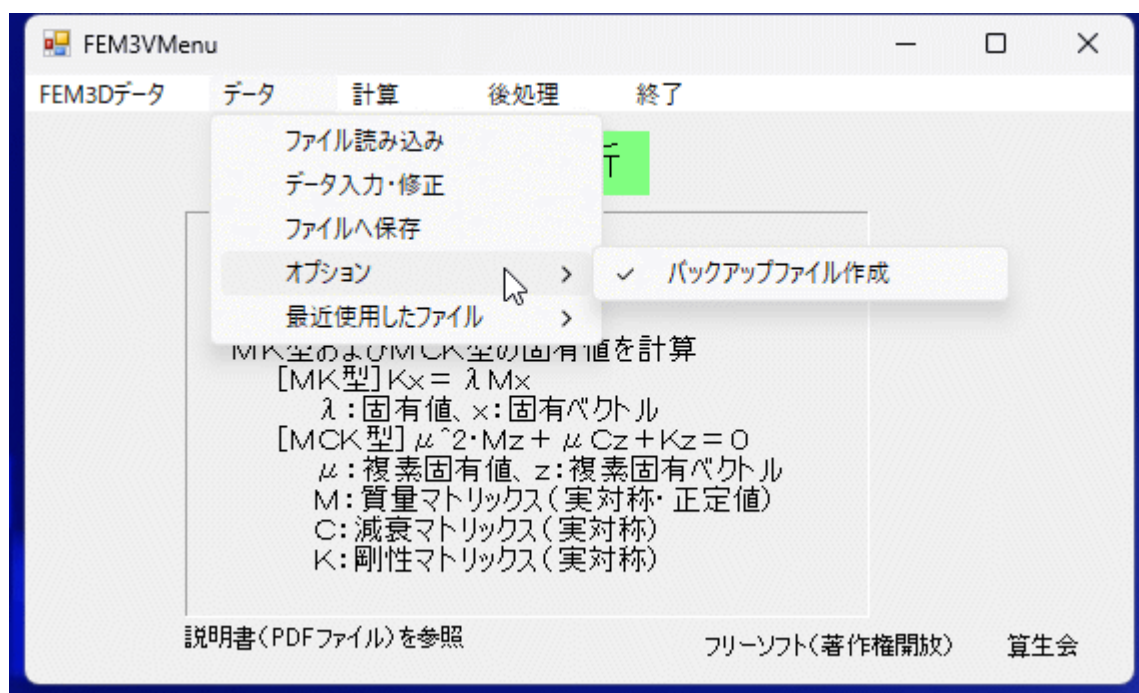 FEM3VMenu
FEM3Dデータ データ 計算 後処理 終了
ファイル読み込み
データ入力・修正
ファイルへ保存
オプション
バックアップファイル作成
最近使用したファイル
MK型およびMCK型の固有値を計算
[MK型]Kx=λMx
λ:固有値、x:固有ベクトル
[MCK型]μ^2・Mz+μCz+Kz=0
μ:複素固有値、z:複素固有ベクトル
M:質量マトリックス(実対称・正定値)
C:減衰マトリックス(実対称)
K:剛性マトリックス(実対称)
説明書(PDFファイル)を参照
フリーソフト(著作権開放) 算生会